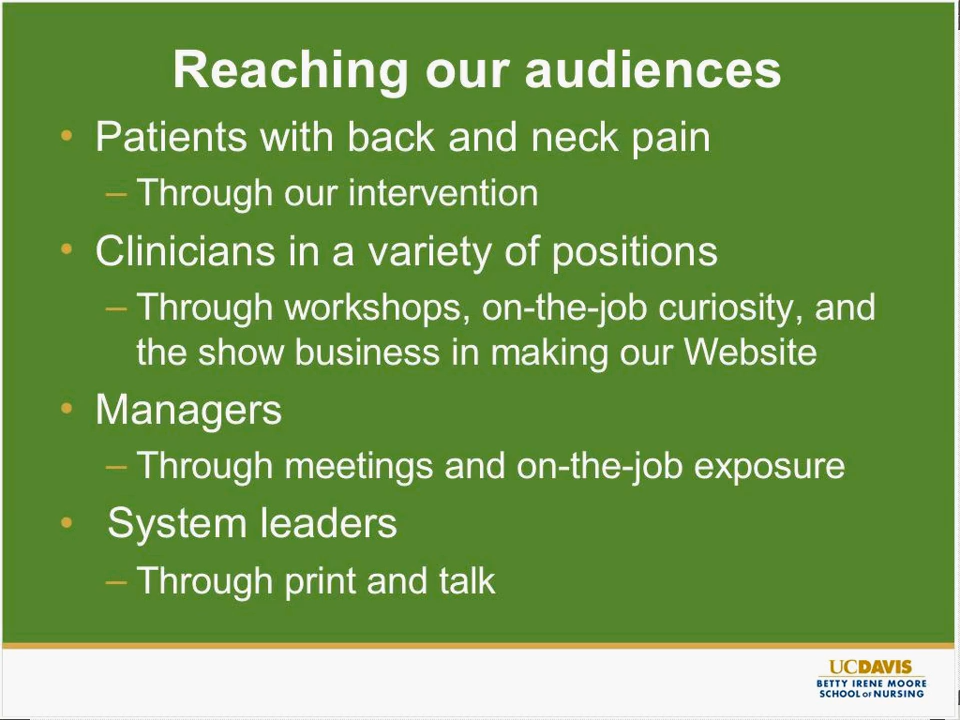 Reaching our audiences
• Patients with back and neck pain
– Through our intervention
• Clinicians in a variety of positions
– Through workshops, on-the-job curiosity, and
the show business in making our Website
• Managers
– Through meetings and on-the-job exposure
• System leaders
– Through print and talk
UCDAVIS
BETTY IRENE MOORE
SCHOOL OF NURSING